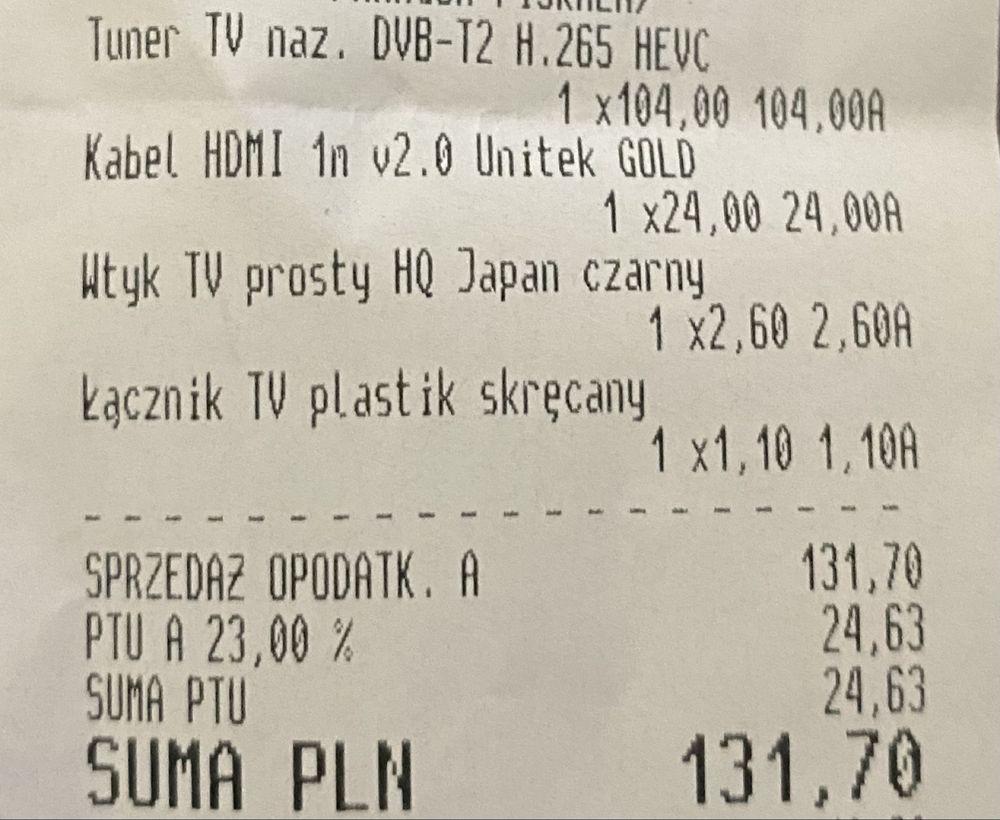 Tuner TV naz. DVB-T2 H.265 HEVC
1 x104,00 104,00A
Kabel HDMI 1m v2.0 Unitek GOLD
1 x24,00 24,00A
Wtyk TV prosty HQ Japan czarny
1 x2,60 2,60A
Łącznik TV plastik skręcany
1 x1,10 1,10A
- - - - - - - - - - - - - - - - - - - -
SPRZEDAŻ OPODATK. A 131,70
PTU A 23,00 % 24,63
SUMA PTU 24,63
SUMA PLN 131,70